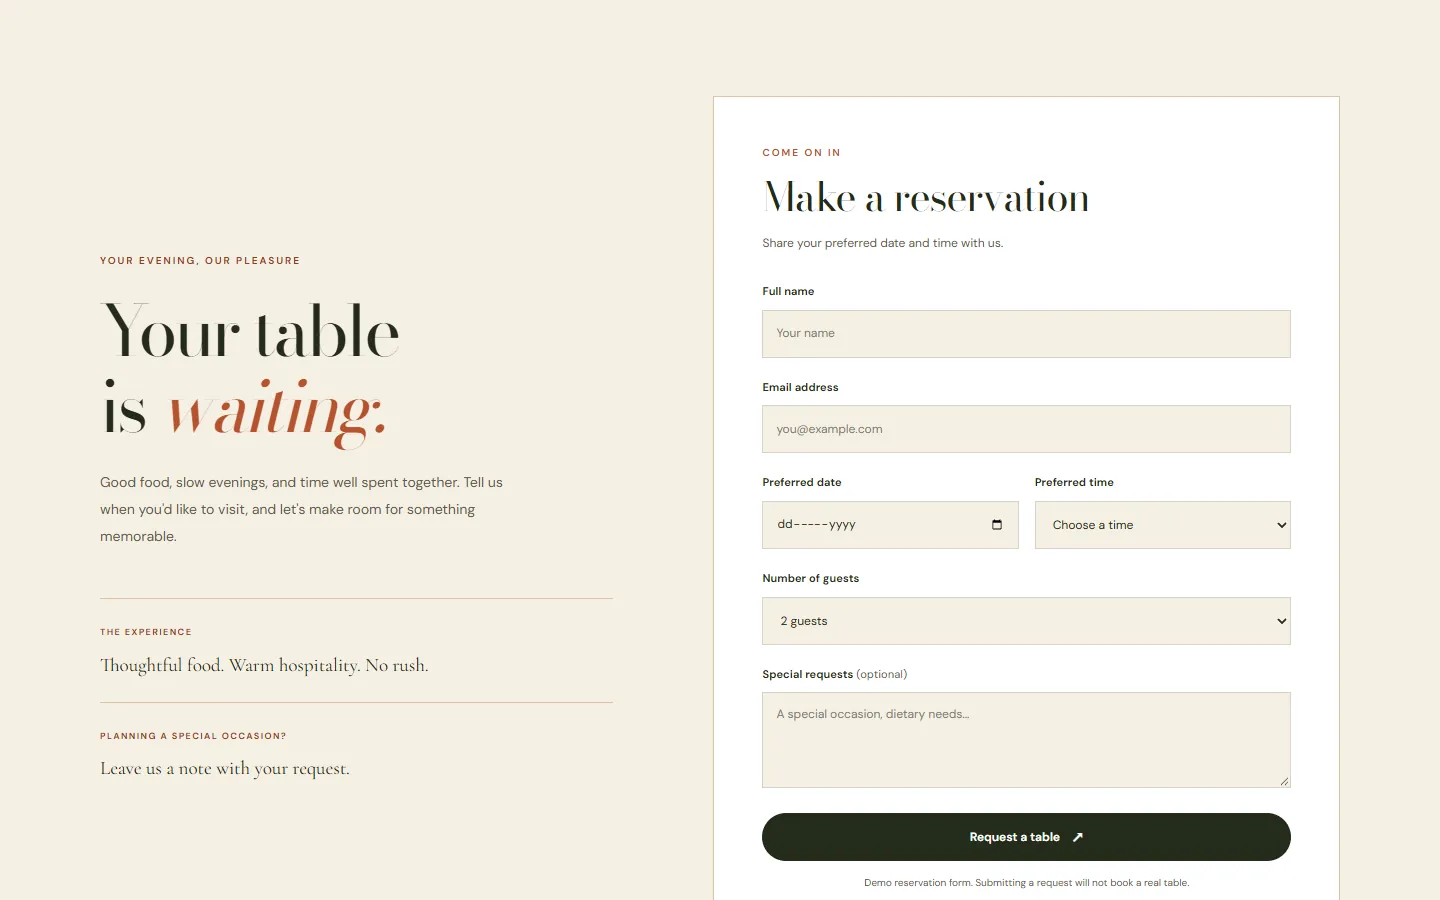 YOUR EVENING, OUR PLEASURE
Your table
is waiting.
Good food, slow evenings, and time well spent together. Tell us
when you'd like to visit, and let's make room for something
memorable.
THE EXPERIENCE
Thoughtful food. Warm hospitality. No rush.
PLANNING A SPECIAL OCCASION?
Leave us a note with your request.
COME ON IN
Make a reservation
Share your preferred date and time with us.
Full name
Your name
Email address
you@example.com
Preferred date
Preferred time
dd-----yyyy
Choose a time
Number of guests
2 guests
Special requests (optional)
A special occasion, dietary needs...
Request a table ↗
Demo reservation form. Submitting a request will not book a real table.